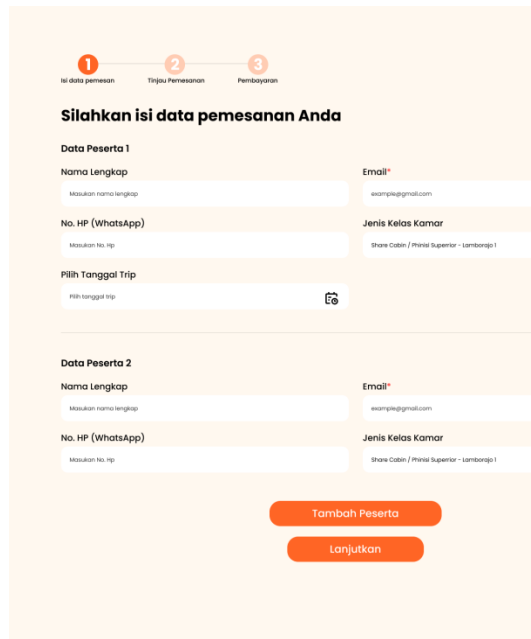 1 2 3
Isi data pemesan Tinjau Pemesanan Pembayaran
Silahkan isi data pemesanan Anda
Data Peserta 1
Nama Lengkap Email*
Masukan nama lengkap example@gmail.com
No. HP (WhatsApp) Jenis Kelas Kamar
Masukan No. Hp Share Cabin / Phinisi Superrior - Lamborajo 1
Pilih Tanggal Trip
Pilih tanggal trip
Data Peserta 2
Nama Lengkap Email*
Masukan nama lengkap example@gmail.com
No. HP (WhatsApp) Jenis Kelas Kamar
Masukan No. Hp Share Cabin / Phinisi Superrior - Lamborajo 1
Tambah Peserta
Lanjutkan